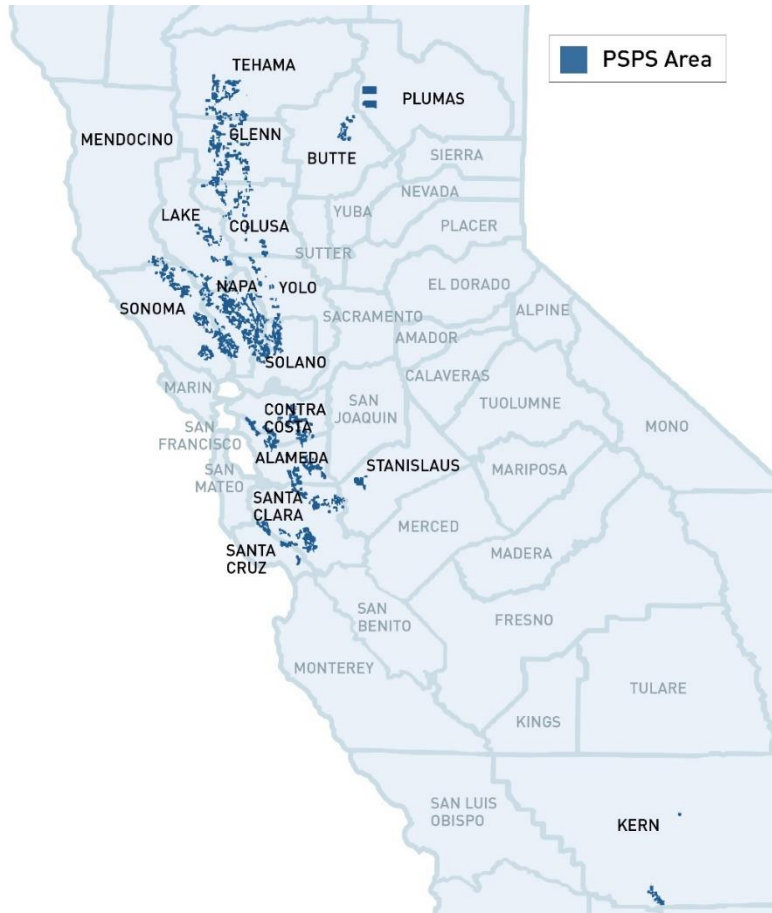 PSPS Area
TEHAMA
PLUMAS
MENDOCINO
GLENN
BUTTE
SIERRA
NEVADA
LAKE
YUBA
COLUSA
PLACER
SUTTER
NAPA
YOLO
EL DORADO
SONOMA
SACRAMENTO
ALPINE
AMADOR
SOLANO
CALAVERAS
MARIN
SAN
JOAQUIN
TUOLUMNE
CONTRA
COSTA
SAN
FRANCISCO
MONO
ALAMEDA
STANISLAUS
SAN
MATEO
MARIPOSA
SANTA
CLARA
MERCED
SANTA
CRUZ
MADERA
SAN
BENITO
FRESNO
MONTEREY
TULARE
KINGS
SAN LUIS
OBISPO
KERN